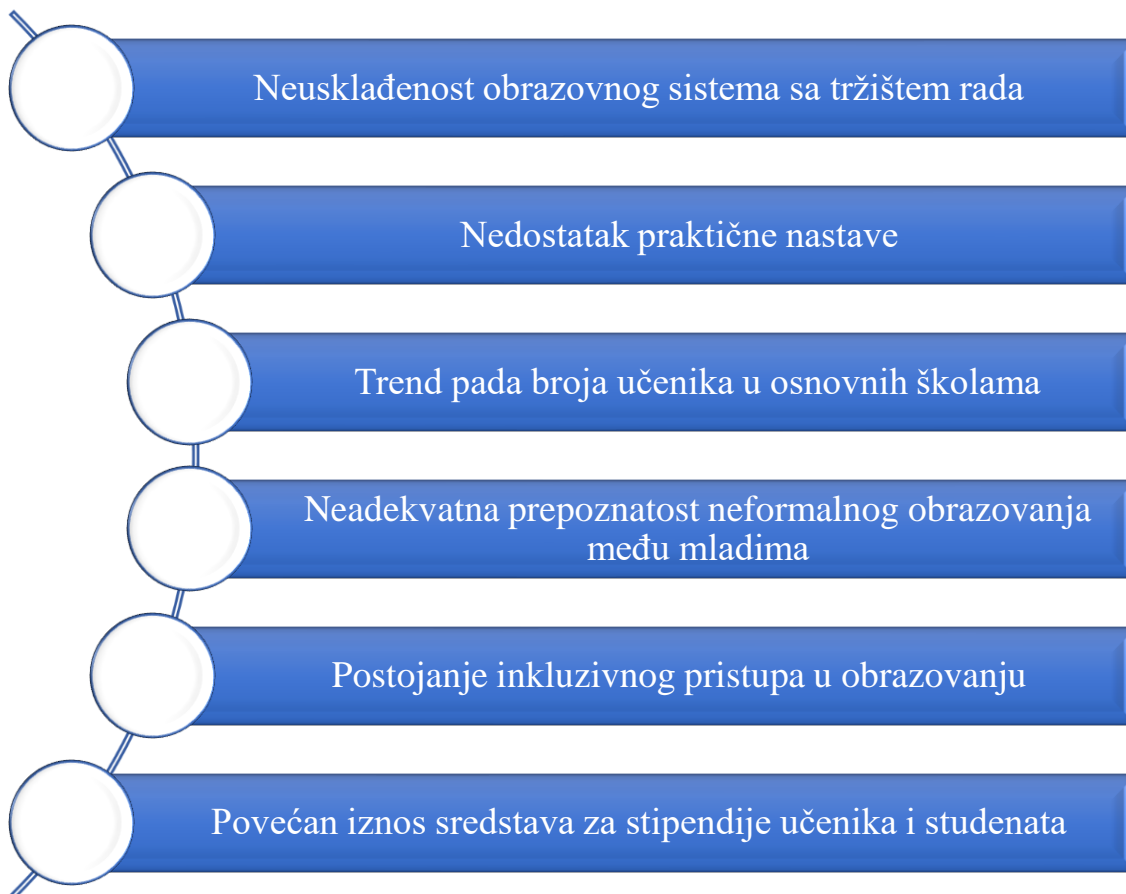 Neusklađenost obrazovnog sistema sa tržištem rada
Nedostatak praktične nastave
Trend pada broja učenika u osnovnih školama
Neadekvatna prepoznatost neformalnog obrazovanja
među mladima
Postojanje inkluzivnog pristupa u obrazovanju
Povećan iznos sredstava za stipendije učenika i studenata